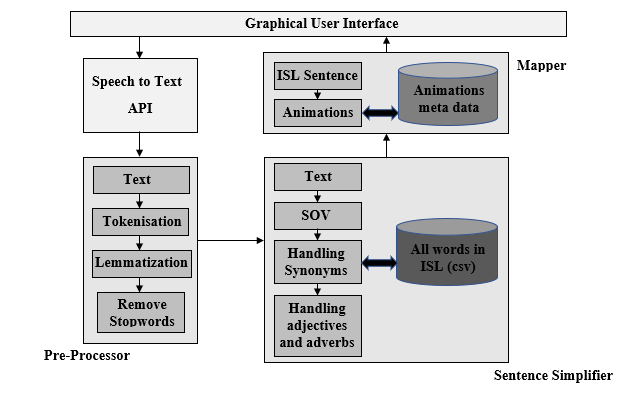 Graphical User Interface
Speech to Text
API
Text
Tokenisation
Lemmatization
Remove
Stopwords
Pre-Processor
ISL Sentence
Animations
Animations
meta data
Mapper
Text
SOV
Handling
Synonyms
Handling
adjectives
and adverbs
All words in
ISL (csv)
Sentence Simplifier